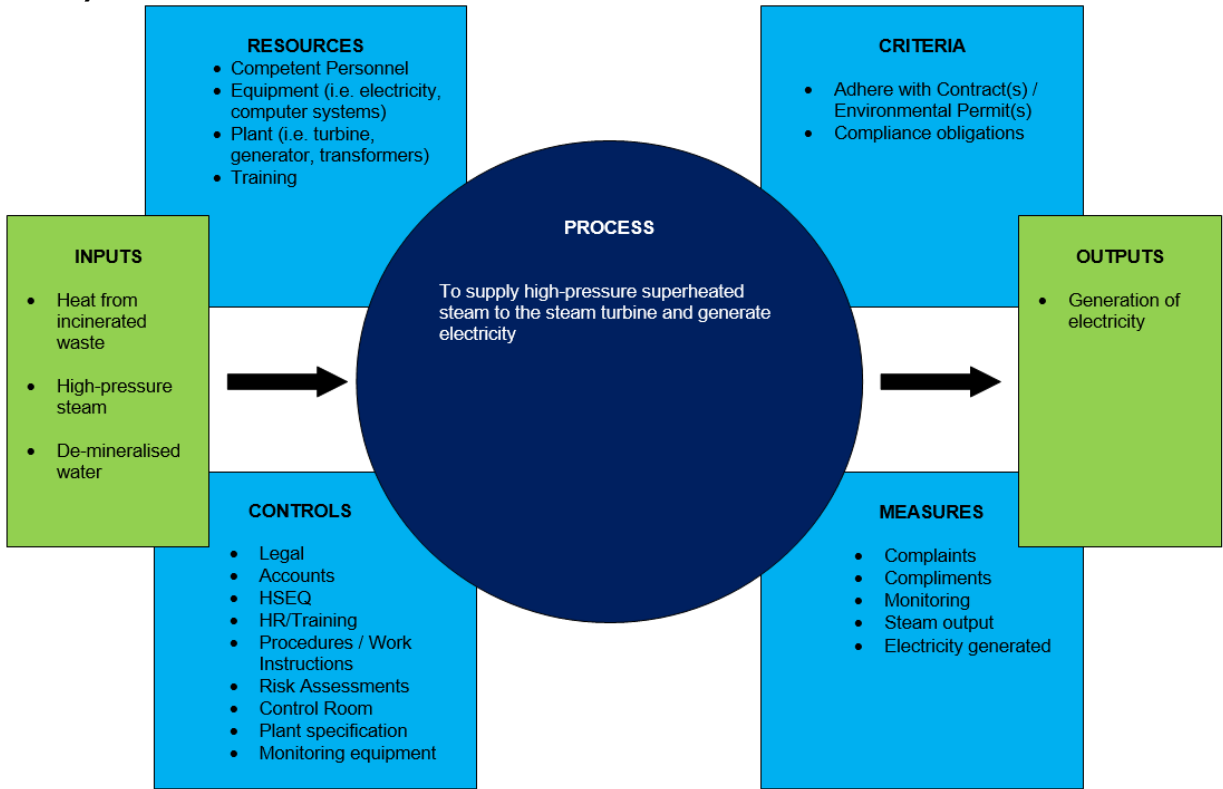 RESOURCES
• Competent Personnel
• Equipment (i.e. electricity,
computer systems)
• Plant (i.e. turbine,
generator, transformers)
• Training
CRITERIA
• Adhere with Contract(s) /
Environmental Permit(s)
• Compliance obligations
INPUTS
• Heat from
incinerated
waste
• High-pressure
steam
• De-mineralised
water
PROCESS
To supply high-pressure superheated
steam to the steam turbine and generate
electricity
OUTPUTS
• Generation of
electricity
CONTROLS
• Legal
• Accounts
• HSEQ
• HR/Training
• Procedures / Work
Instructions
• Risk Assessments
• Control Room
• Plant specification
• Monitoring equipment
MEASURES
• Complaints
• Compliments
• Monitoring
• Steam output
• Electricity generated